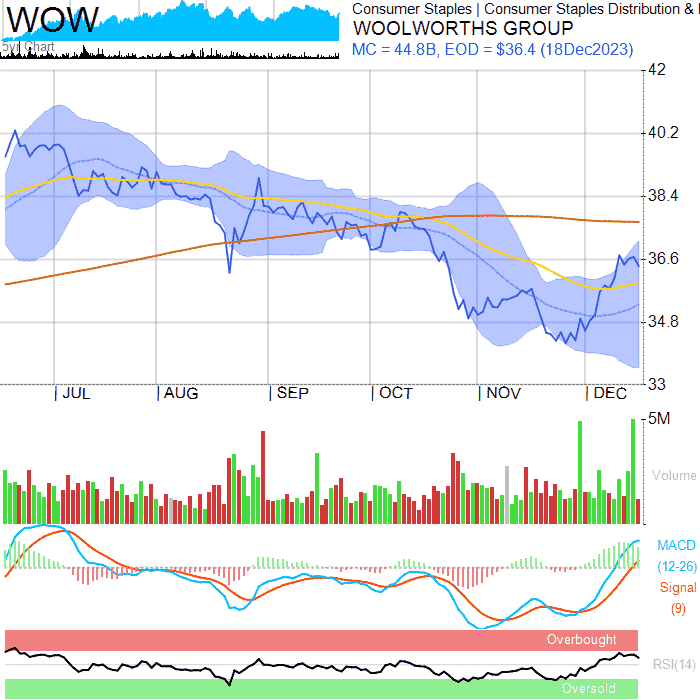 WOW
5yr Chart
Consumer Staples | Consumer Staples Distribution &
WOOLWORTHS GROUP
MC = 44.8B, EOD = $36.4 (18Dec2023)
42
40.2
38.4
36.6
34.8
33
JUL
AUG
SEP
OCT
NOV
DEC
5M
Volume
MACD
(12-26)
Signal
(9)
Overbought
RSI(14)
Oversold